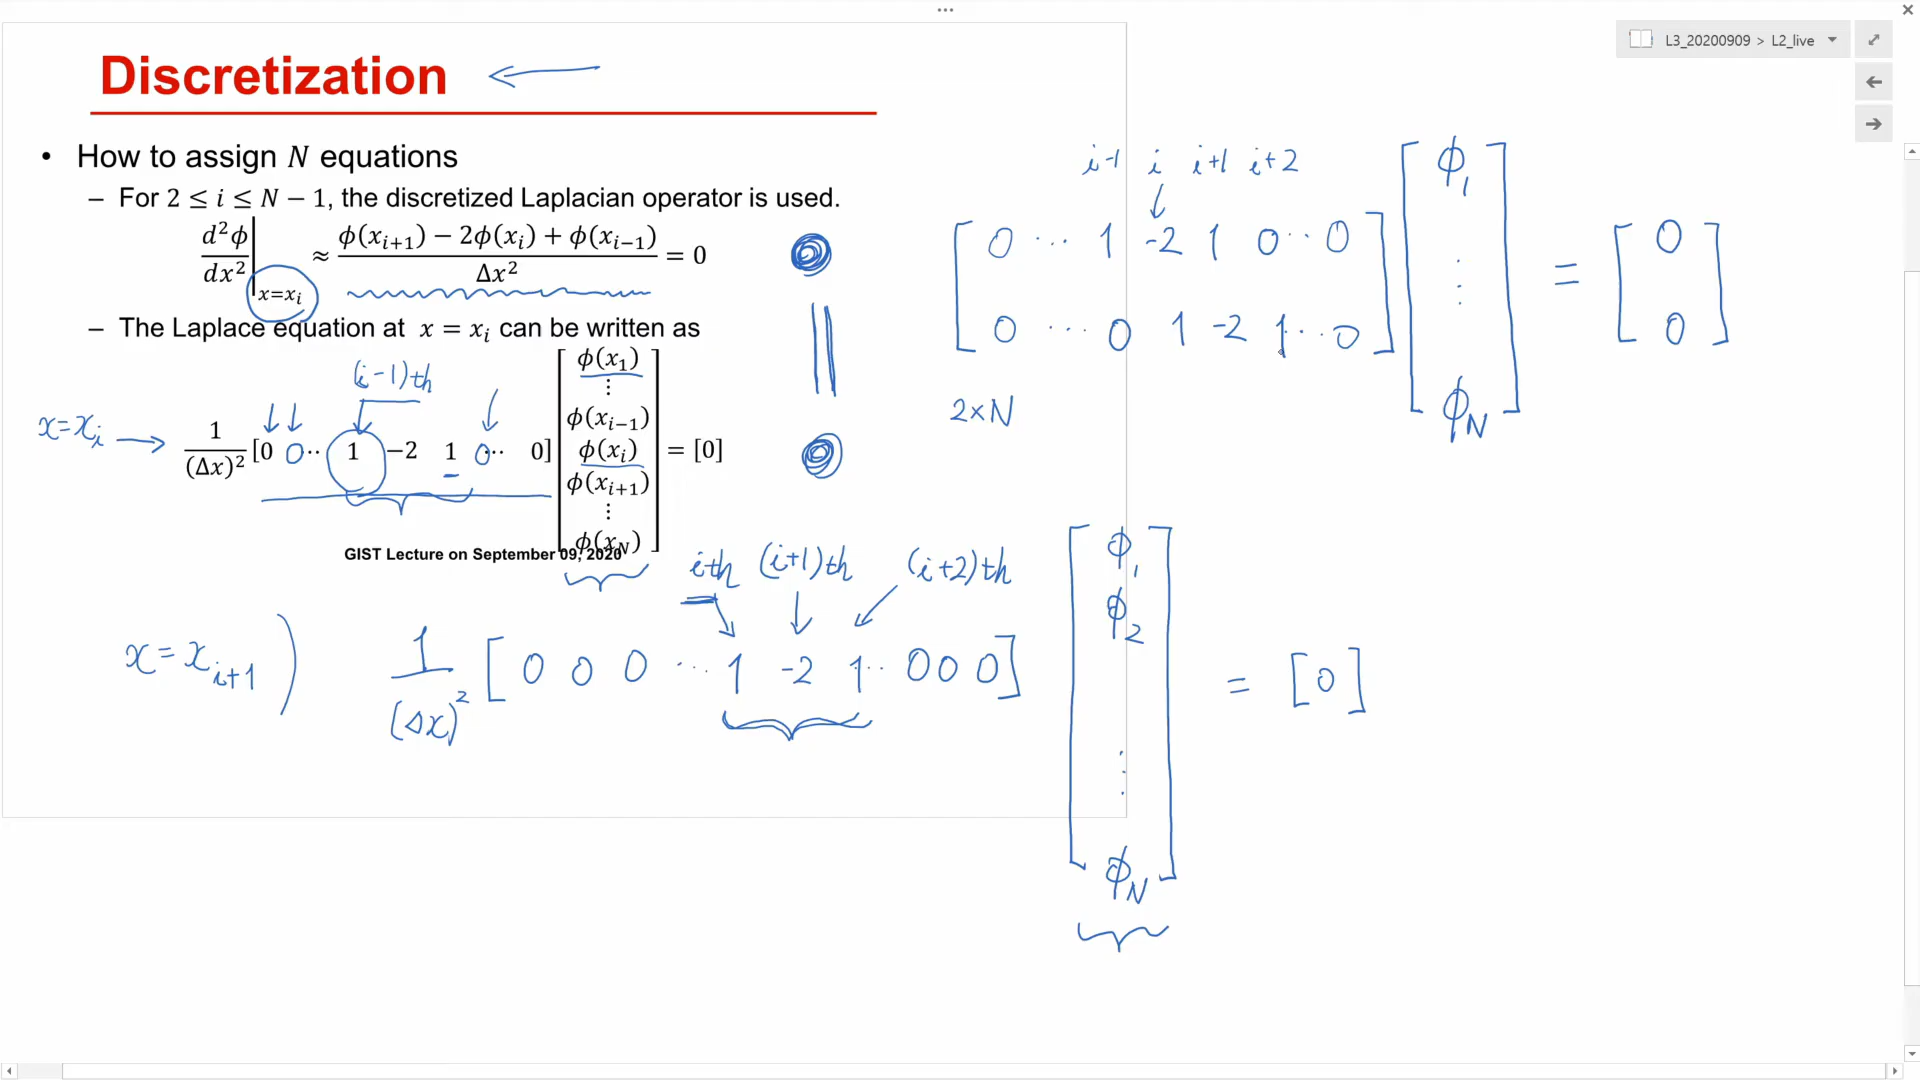 L3_20200909 > L2_live
Discretization ←
• How to assign N equations
– For 2 ≤ i ≤ N − 1, the discretized Laplacian operator is used.
d²ϕ/dx² |x=xᵢ ≈ (ϕ(xᵢ₊₁) − 2ϕ(xᵢ) + ϕ(xᵢ₋₁))/Δx² = 0
– The Laplace equation at x = xᵢ can be written as
(i-1)th
x=xᵢ → 1/(Δx)² [0 0 ⋯ 1 −2 1 0 ⋯ 0] [ϕ(x₁) ⋮ ϕ(xᵢ₋₁) ϕ(xᵢ) ϕ(xᵢ₊₁) ⋮ ϕ(x_N)] = [0]
GIST Lecture on September 09, 2020
ith (i+1)th (i+2)th
x = xᵢ₊₁ ) 1/(Δx)² [0 0 0 ⋯ 1 -2 1 ⋯ 0 0 0] [ϕ₁ ϕ₂ ⋮ ϕ_N] = [0]
i-1 i i+1 i+2
[0 ⋯ 1 -2 1 0 ⋯ 0
0 ⋯ 0 1 -2 1 ⋯ 0] [ϕ₁ ⋮ ϕ_N] = [0 0]
2×N